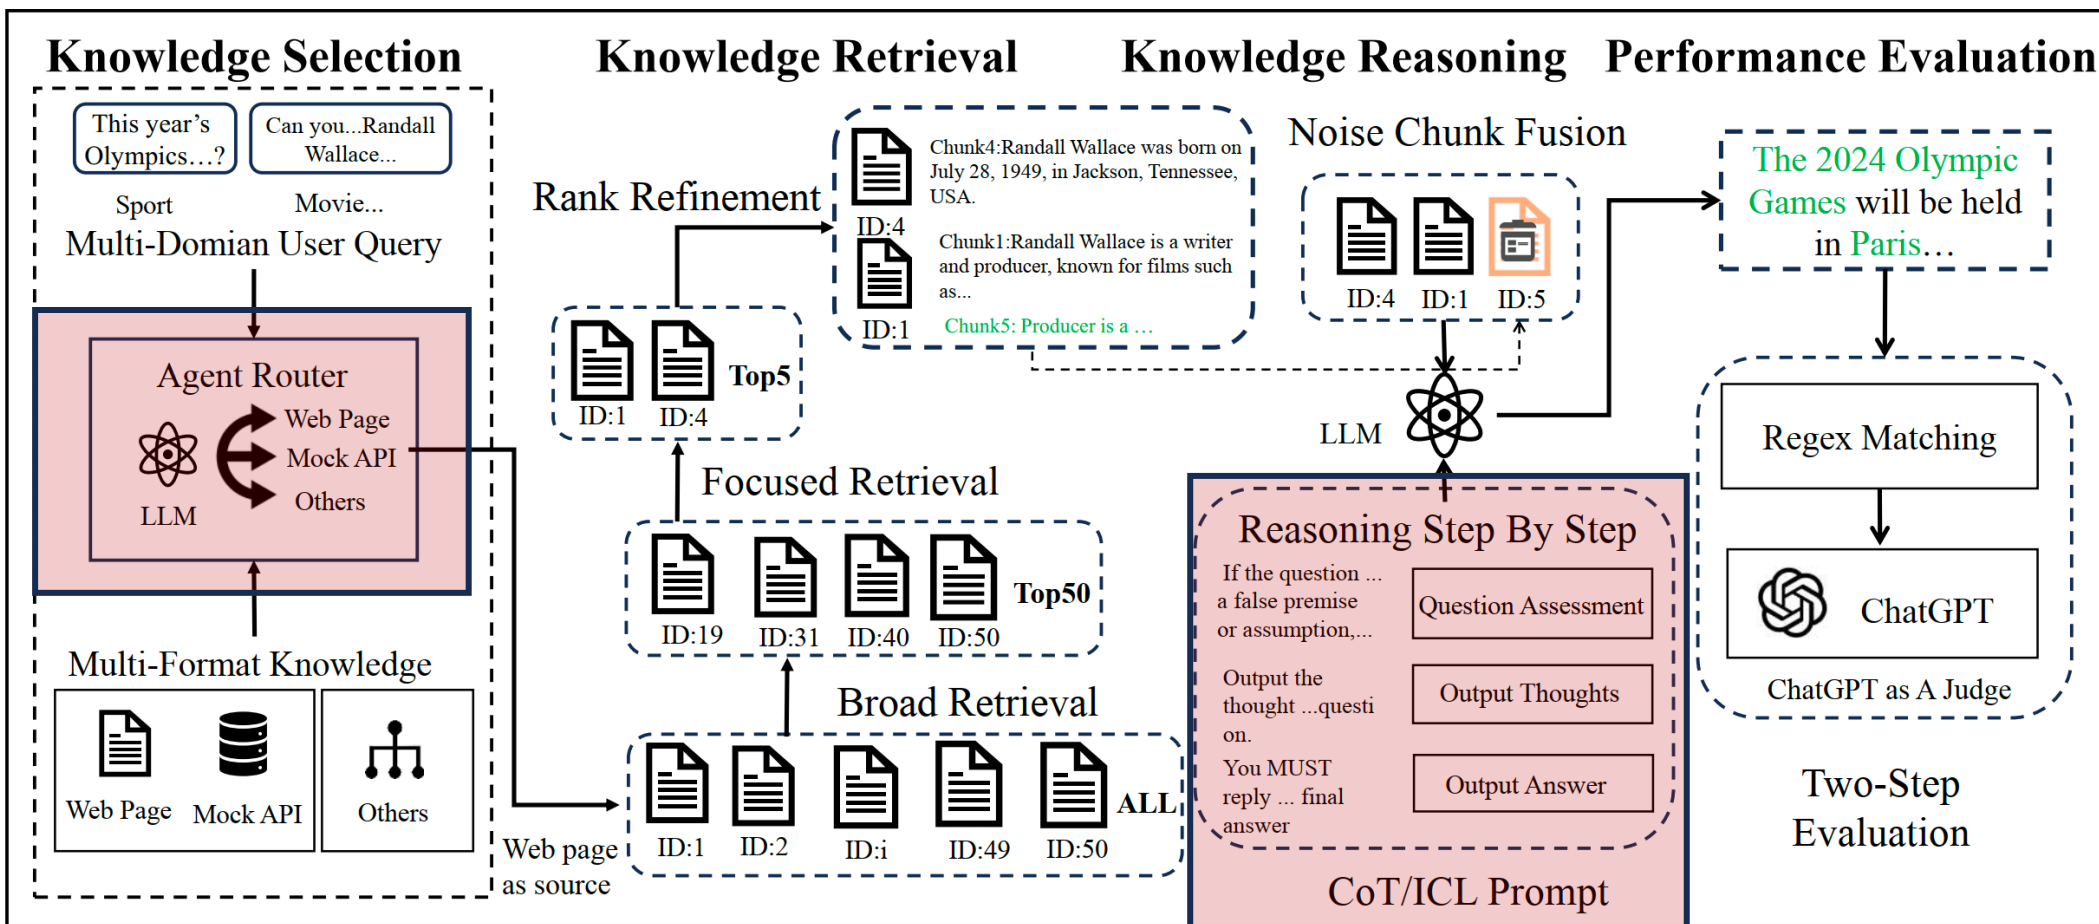 Knowledge Selection
This year's
Olympics…?
Can you...Randall
Wallace...
Sport
Movie...
Multi-Domian User Query
Agent Router
Web Page
Mock API
Others
LLM
Multi-Format Knowledge
Web Page
Mock API
Others
Knowledge Retrieval
Rank Refinement
ID:4
Chunk4:Randall Wallace was born on
July 28, 1949, in Jackson, Tennessee,
USA.
ID:1
Chunk1:Randall Wallace is a writer
and producer, known for films such
as...
Chunk5: Producer is a …
ID:1
ID:4
Top5
Focused Retrieval
ID:19
ID:31
ID:40
ID:50
Top50
Broad Retrieval
ID:1
ID:2
ID:i
ID:49
ID:50
ALL
Web page
as source
Knowledge Reasoning
Noise Chunk Fusion
ID:4
ID:1
ID:5
LLM
Reasoning Step By Step
If the question ...
a false premise
or assumption,...
Question Assessment
Output the
thought ...questi
on.
Output Thoughts
You MUST
reply ... final
answer
Output Answer
CoT/ICL Prompt
Performance Evaluation
The 2024 Olympic
Games will be held
in Paris…
Regex Matching
ChatGPT
ChatGPT as A Judge
Two-Step
Evaluation